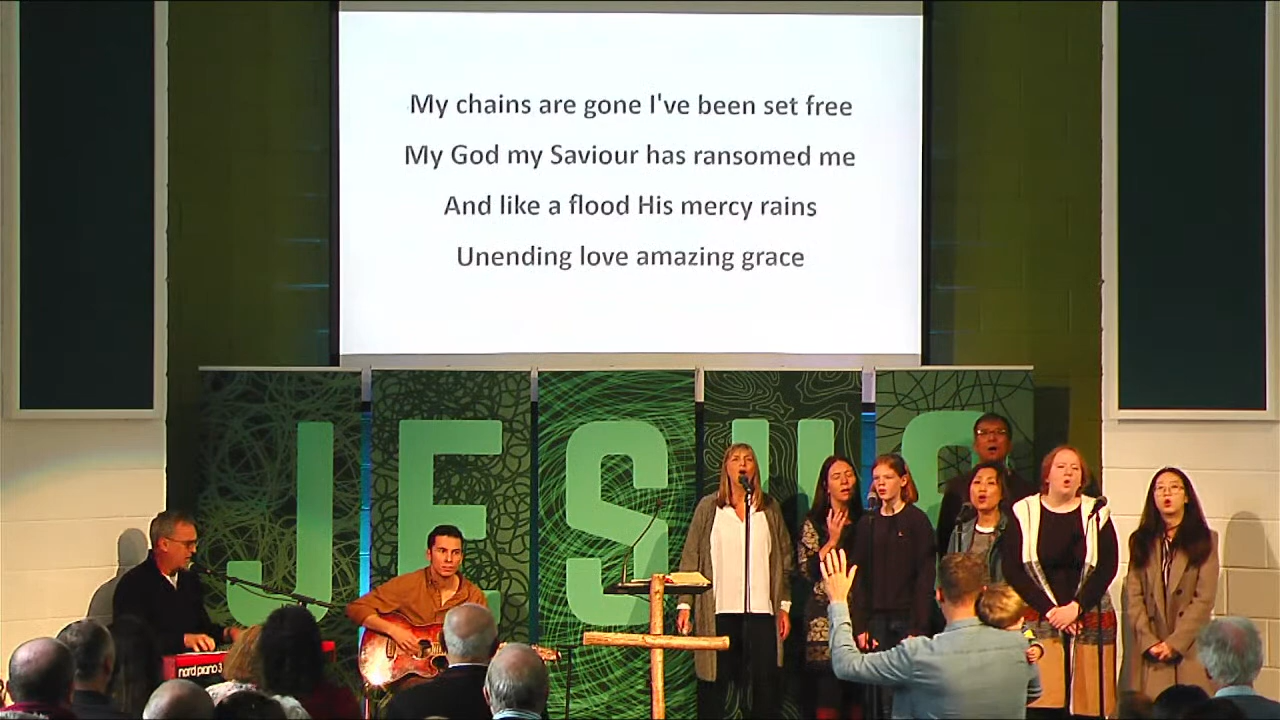 My chains are gone I've been set free
My God my Saviour has ransomed me
And like a flood His mercy rains
Unending love amazing grace
JESUS
nord piano 3